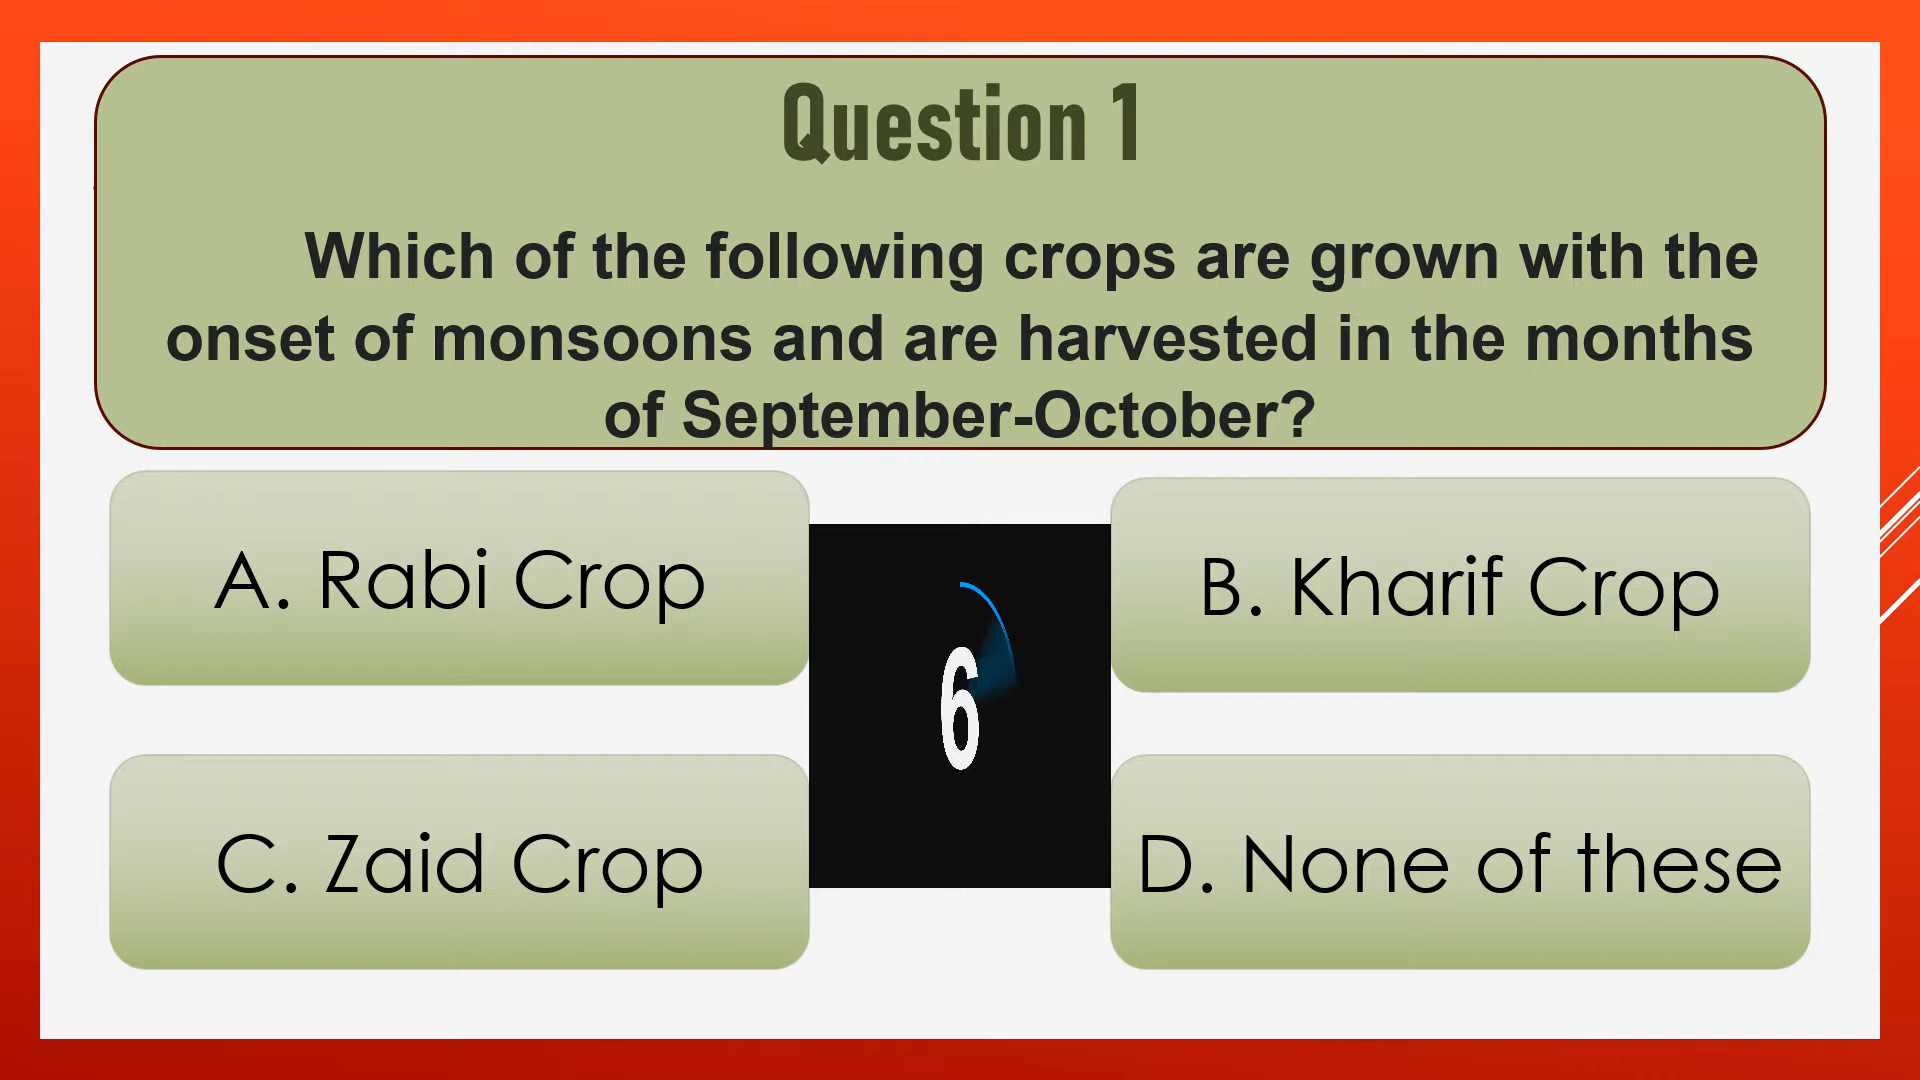 Question 1
Which of the following crops are grown with the
onset of monsoons and are harvested in the months
of September-October?
A. Rabi Crop
B. Kharif Crop
6
C. Zaid Crop
D. None of these